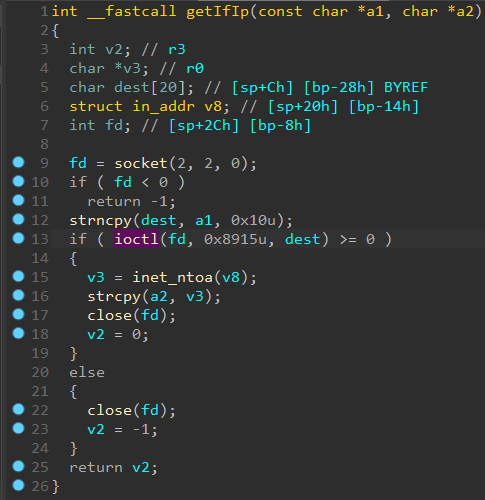 1 int __fastcall getIfIp(const char *a1, char *a2)
2 {
3   int v2; // r3
4   char *v3; // r0
5   char dest[20]; // [sp+Ch] [bp-28h] BYREF
6   struct in_addr v8; // [sp+20h] [bp-14h]
7   int fd; // [sp+2Ch] [bp-8h]
8
9   fd = socket(2, 2, 0);
10   if ( fd < 0 )
11     return -1;
12   strncpy(dest, a1, 0x10u);
13   if ( ioctl(fd, 0x8915u, dest) >= 0 )
14   {
15     v3 = inet_ntoa(v8);
16     strcpy(a2, v3);
17     close(fd);
18     v2 = 0;
19   }
20   else
21   {
22     close(fd);
23     v2 = -1;
24   }
25   return v2;
26 }